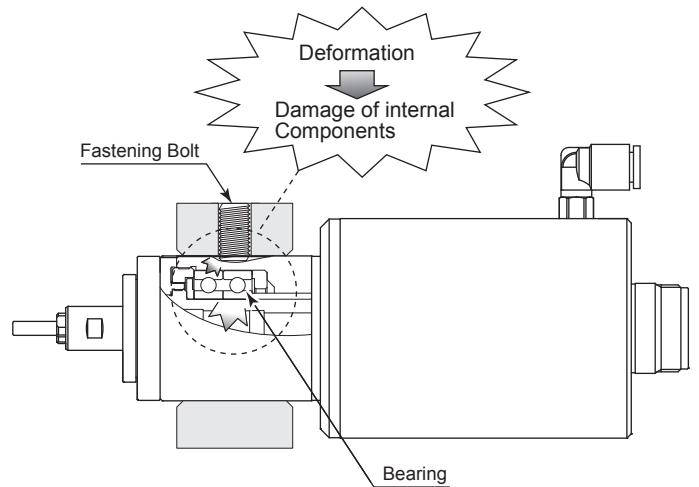 Deformation
Damage of internal
Components
Fastening Bolt
Bearing